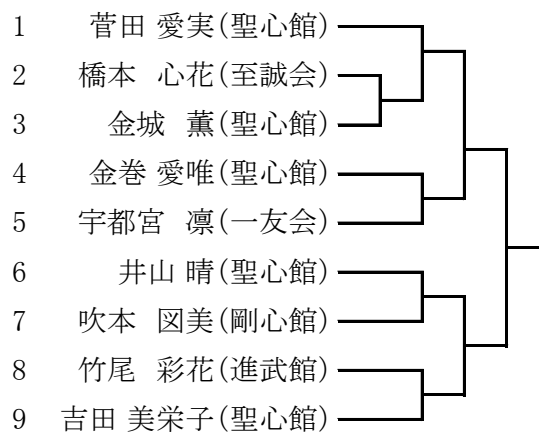 1 菅田 愛実(聖心館)
2 橋本 心花(至誠会)
3 金城 薫(聖心館)
4 金巻 愛唯(聖心館)
5 宇都宮 凛(一友会)
6 井山 晴(聖心館)
7 吹本 図美(剛心館)
8 竹尾 彩花(進武館)
9 吉田 美栄子(聖心館)